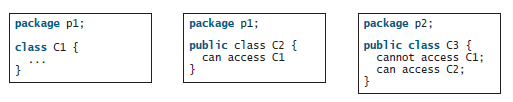 package p1;
class C1 {
...
}
package p1;
public class C2 {
can access C1
}
package p2;
public class C3 {
cannot access C1;
can access C2;
}